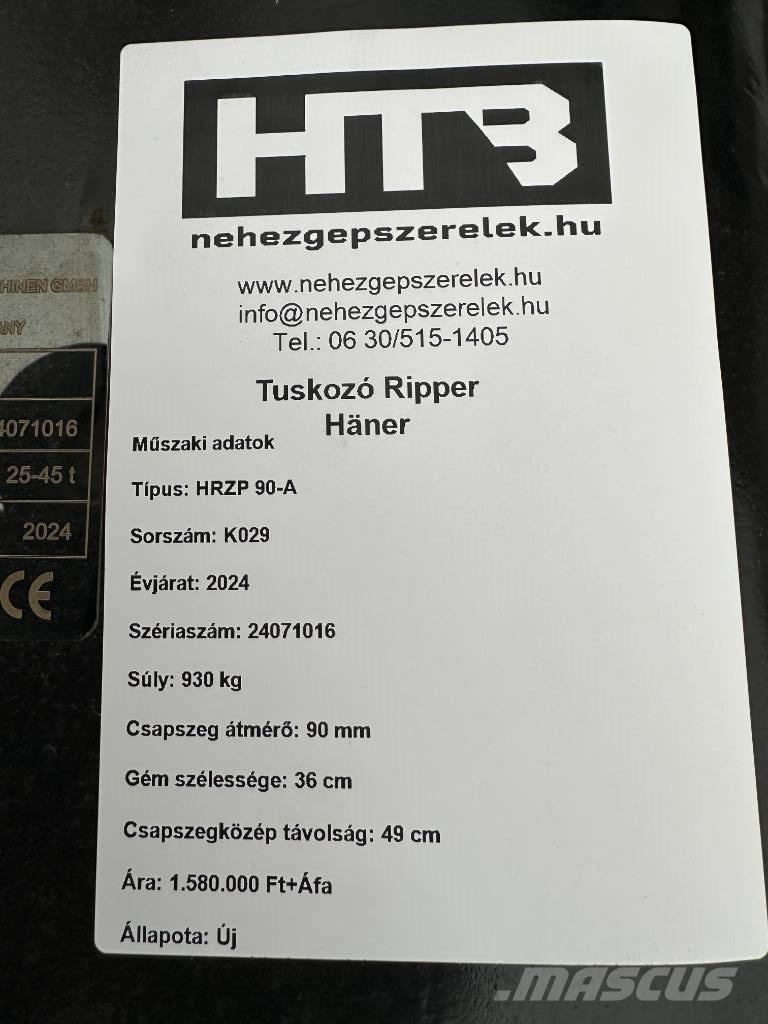 HTB
nehezgepszerelek.hu
www.nehezgepszerelek.hu
info@nehezgepszerelek.hu
Tel.: 06 30/515-1405
Tuskozó Ripper
Häner
Műszaki adatok
Típus: HRZP 90-A
Sorszám: K029
Évjárat: 2024
Szériaszám: 24071016
Súly: 930 kg
Csapszeg átmérő: 90 mm
Gém szélessége: 36 cm
Csapszegközép távolság: 49 cm
Ára: 1.580.000 Ft+Áfa
Állapota: Új
GMBH
4071016
25-45 t
2024
CE
MASCUS